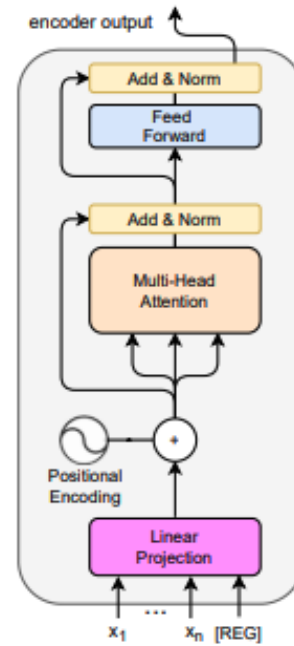 encoder output
Add & Norm
Feed
Forward
Add & Norm
Multi-Head
Attention
+
Positional
Encoding
Linear
Projection
...
x1
xn
[REG]